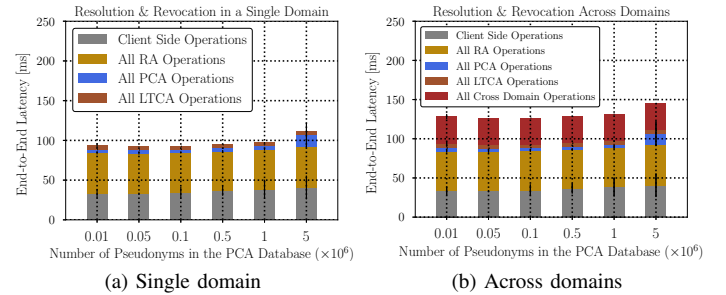 Resolution & Revocation in a Single Domain
250
200
150
100
50
0
End-to-End Latency [ms]
Client Side Operations
All RA Operations
All PCA Operations
All LTCA Operations
0.01 0.05 0.1 0.5 1 5
Number of Pseudonyms in the PCA Database (×10⁶)
(a) Single domain
Resolution & Revocation Across Domains
250
200
150
100
50
0
End-to-End Latency [ms]
Client Side Operations
All RA Operations
All PCA Operations
All LTCA Operations
All Cross Domain Operations
0.01 0.05 0.1 0.5 1 5
Number of Pseudonyms in the PCA Database (×10⁶)
(b) Across domains